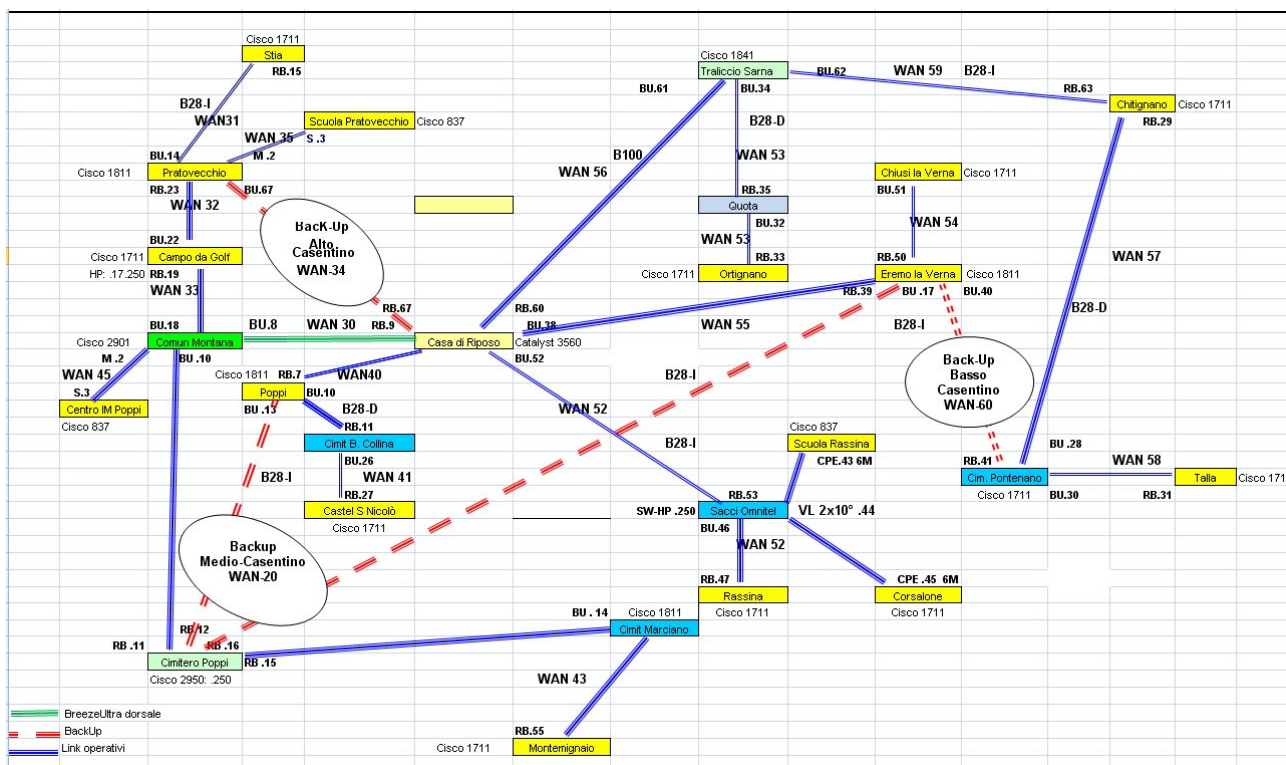 Cisco 1711
Stia
RB.15
Cisco 1841
Traliccio Sarna
BU.62
WAN 59
B28-I
BU.61
BU.34
RB.63
Chitignano
Cisco 1711
RB.29
B28-I
WAN31
Scuola Pratovecchio
Cisco 837
WAN 35
S .3
B28-D
BU.14
M .2
B100
WAN 53
Cisco 1811
Pratovecchio
WAN 56
Chiusi la Verna
Cisco 1711
RB.23
BU.67
RB.35
BU.51
WAN 32
Quota
BacK-Up
Alto
Casentino
WAN-34
BU.32
WAN 54
BU.22
WAN 53
Cisco 1711
Campo da Golf
RB.33
RB.50
WAN 57
HP: .17.250
RB.19
Cisco 1711
Ortignano
Eremo la Verna
Cisco 1811
WAN 33
RB.39
BU .17
BU.40
RB.67
RB.60
B28-D
BU.18
BU.8
WAN 30
RB.9
BU.38
WAN 55
Cisco 2901
Comun Montana
Casa di Riposo
Catalyst 3560
B28-I
M .2
BU .10
BU.52
WAN 45
Cisco 1811
RB.7
WAN40
Back-Up
Basso
Casentino
WAN-60
S.3
Poppi
BU.10
B28-I
Centro IM Poppi
BU .13
B28-D
WAN 52
Cisco 837
RB.11
Cisco 837
Cimit B. Collina
B28-I
Scuola Rassina
BU .28
BU.26
CPE.43 6M
RB.41
WAN 58
B28-I
WAN 41
Cim. Pontenano
Talla
Cisco 171
RB.27
RB.53
Cisco 1711
BU.30
RB.31
Castel S Nicolò
SW-HP .250
Sacci Omnitel
VL 2x10° .44
Cisco 1711
BU.46
WAN 52
Backup
Medio-Casentino
WAN-20
RB.47
CPE .45 6M
Rassina
Corsalone
BU . 14
Cisco 1811
Cisco 1711
Cisco 1711
RB.12
Cimit Marciano
RB .11
RB .16
Cimitero Poppi
RB .15
Cisco 2950: .250
WAN 43
BreezeUltra dorsale
BackUp
RB.55
Link operativi
Cisco 1711
Montemignaio